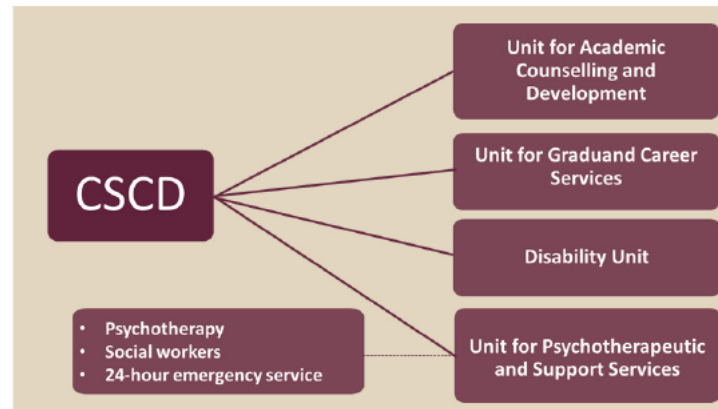 Unit for Academic
Counselling and
Development
CSCD
Unit for Graduand Career
Services
Disability Unit
• Psychotherapy
• Social workers
• 24-hour emergency service
Unit for Psychotherapeutic
and Support Services